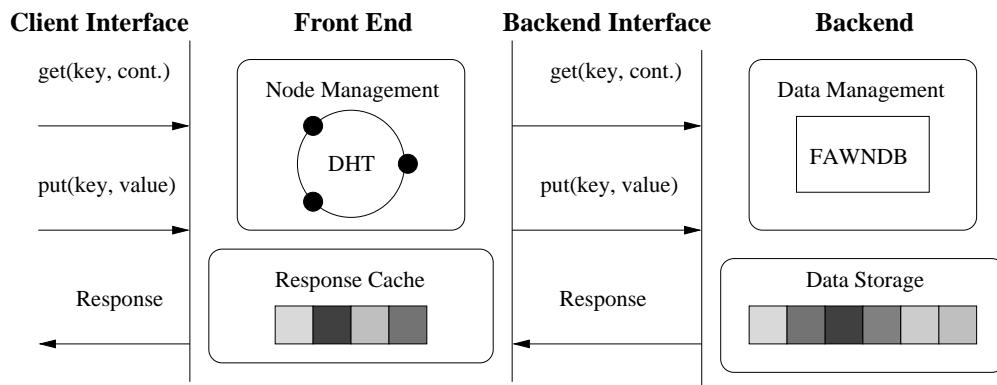 Client Interface
Front End
Backend Interface
Backend
get(key, cont.)
put(key, value)
Response
Node Management
DHT
Response Cache
get(key, cont.)
put(key, value)
Response
Data Management
FAWNDB
Data Storage